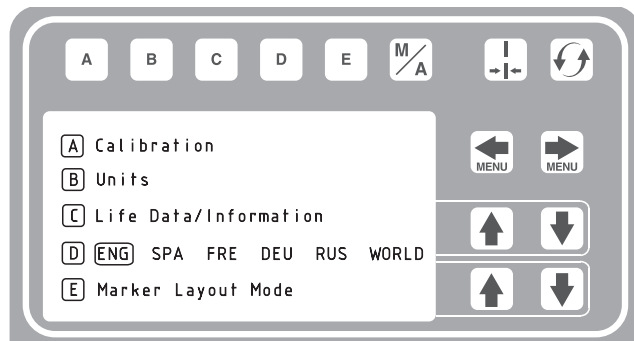 A B C D E M/A
MENU MENU
A Calibration
B Units
C Life Data/Information
D ENG SPA FRE DEU RUS WORLD
E Marker Layout Mode